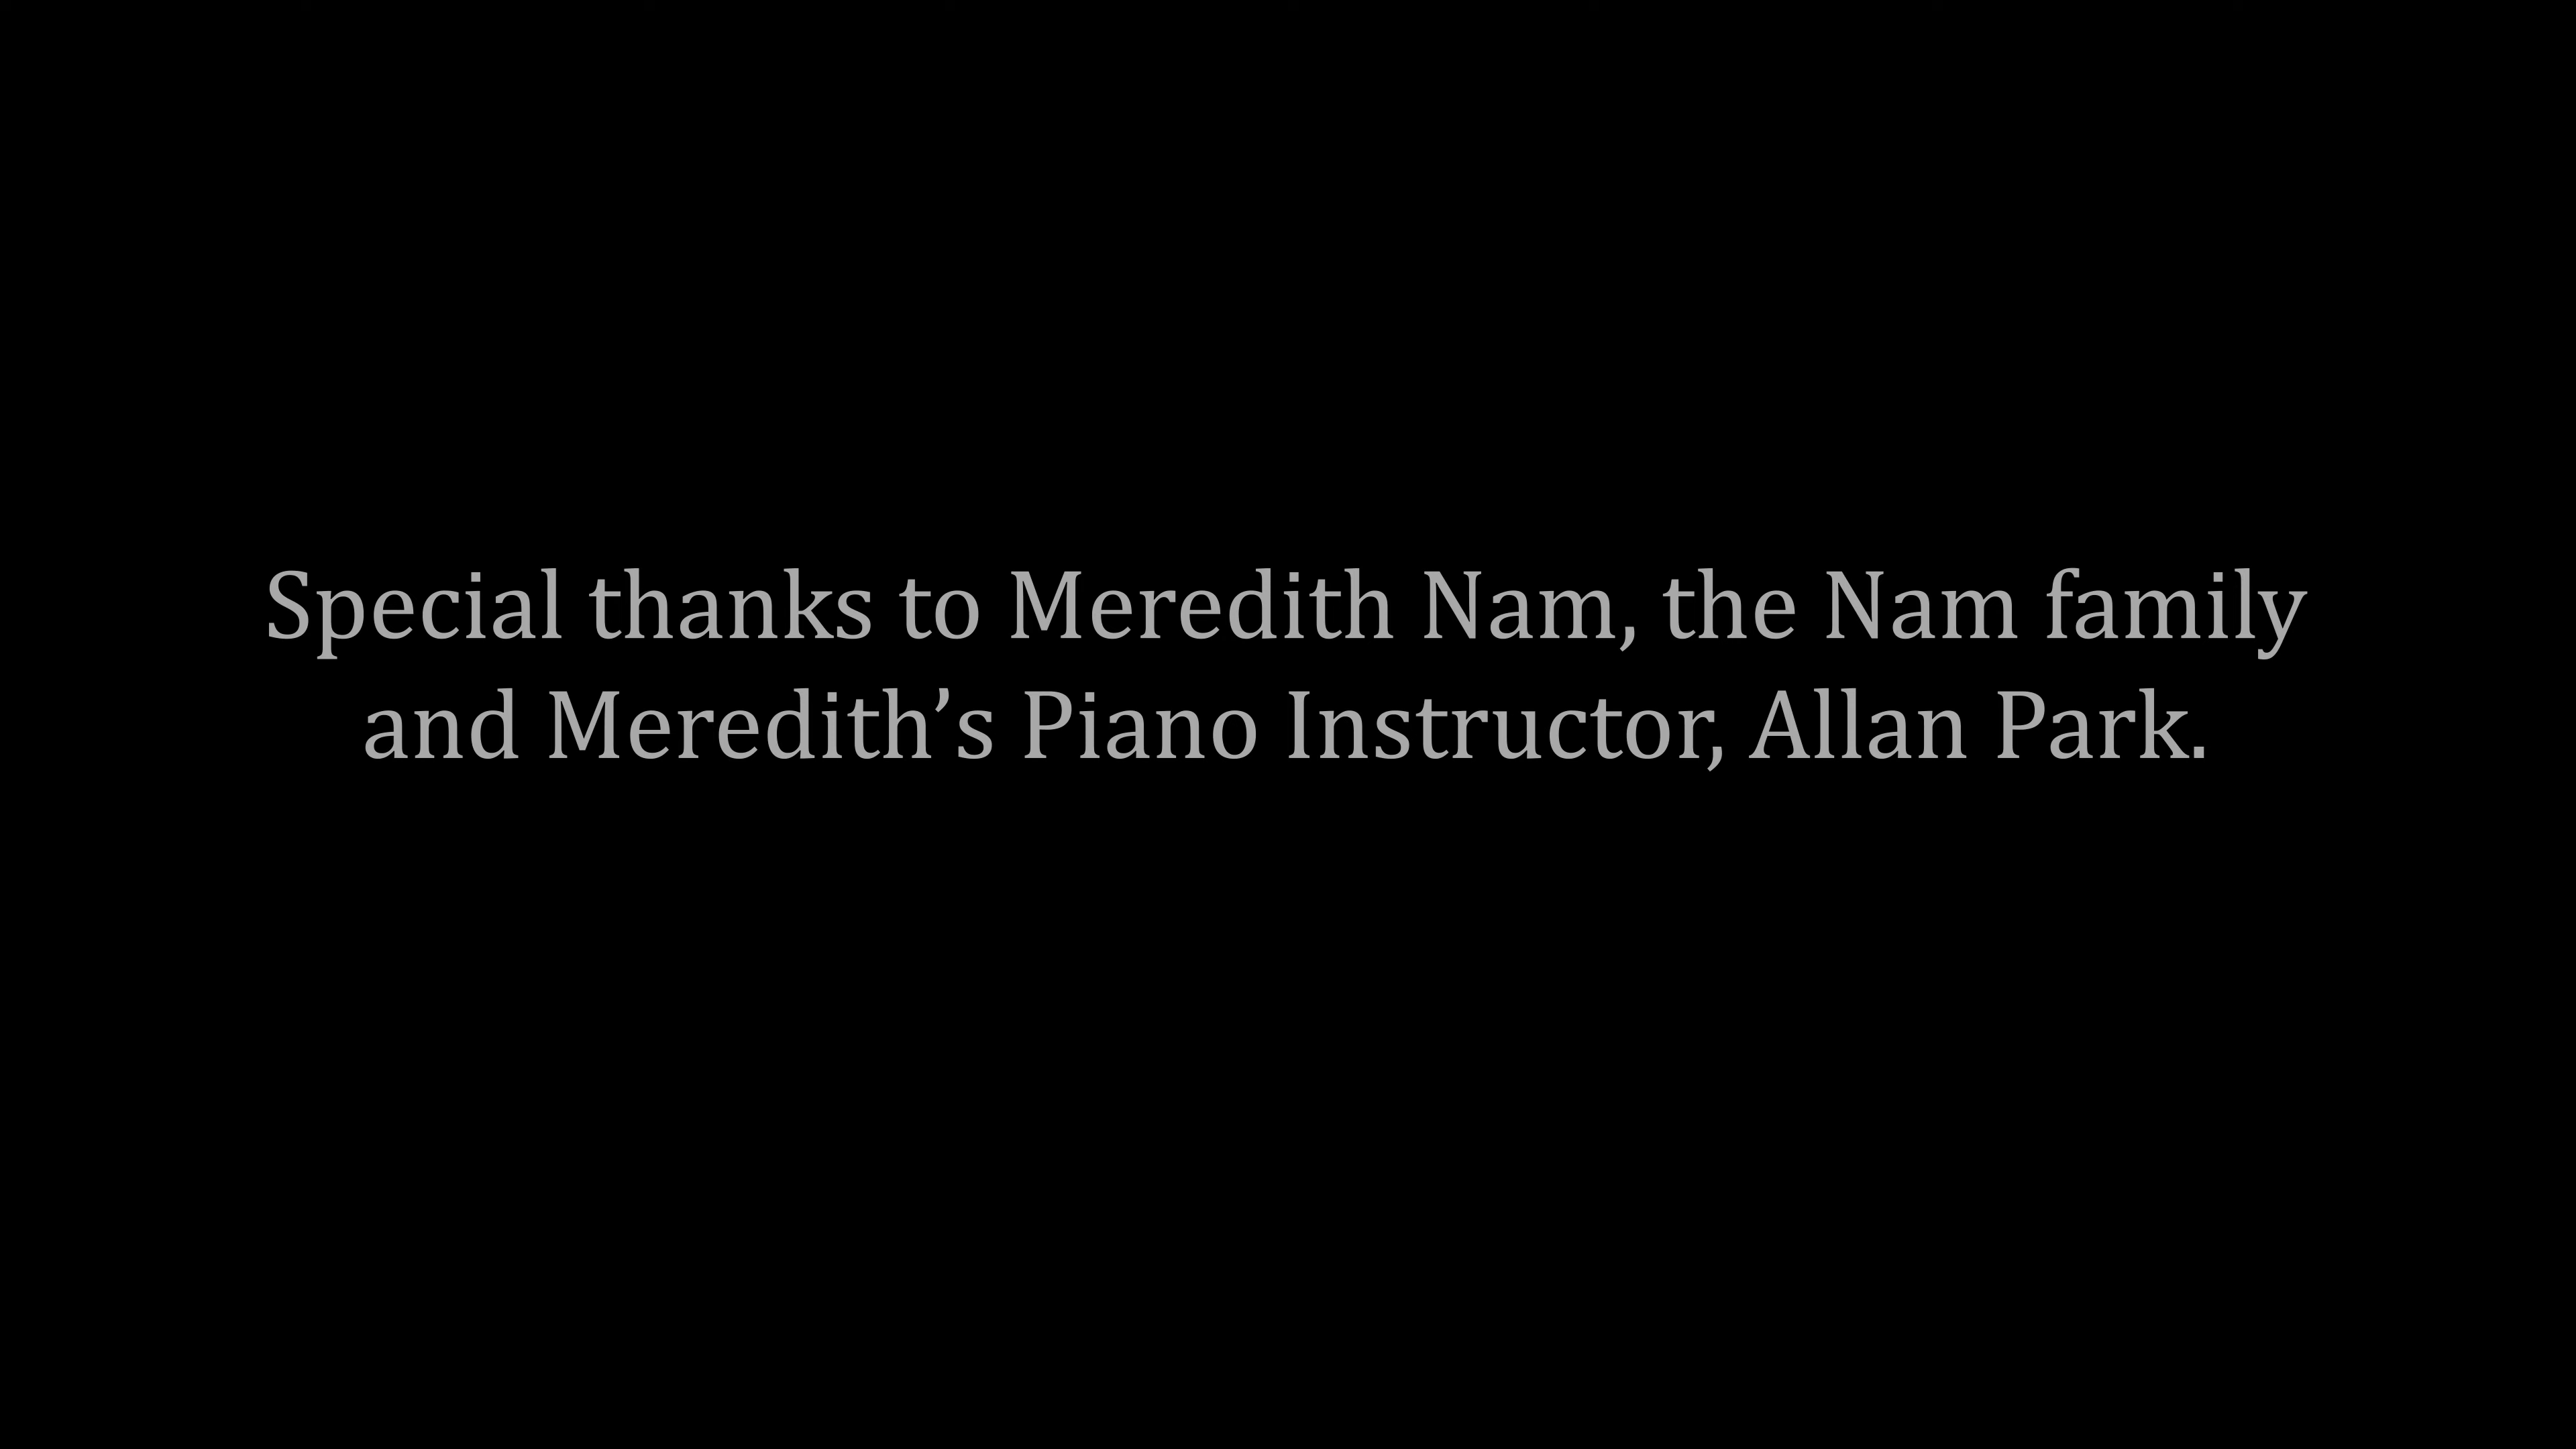 Special thanks to Meredith Nam, the Nam family
and Meredith’s Piano Instructor, Allan Park.